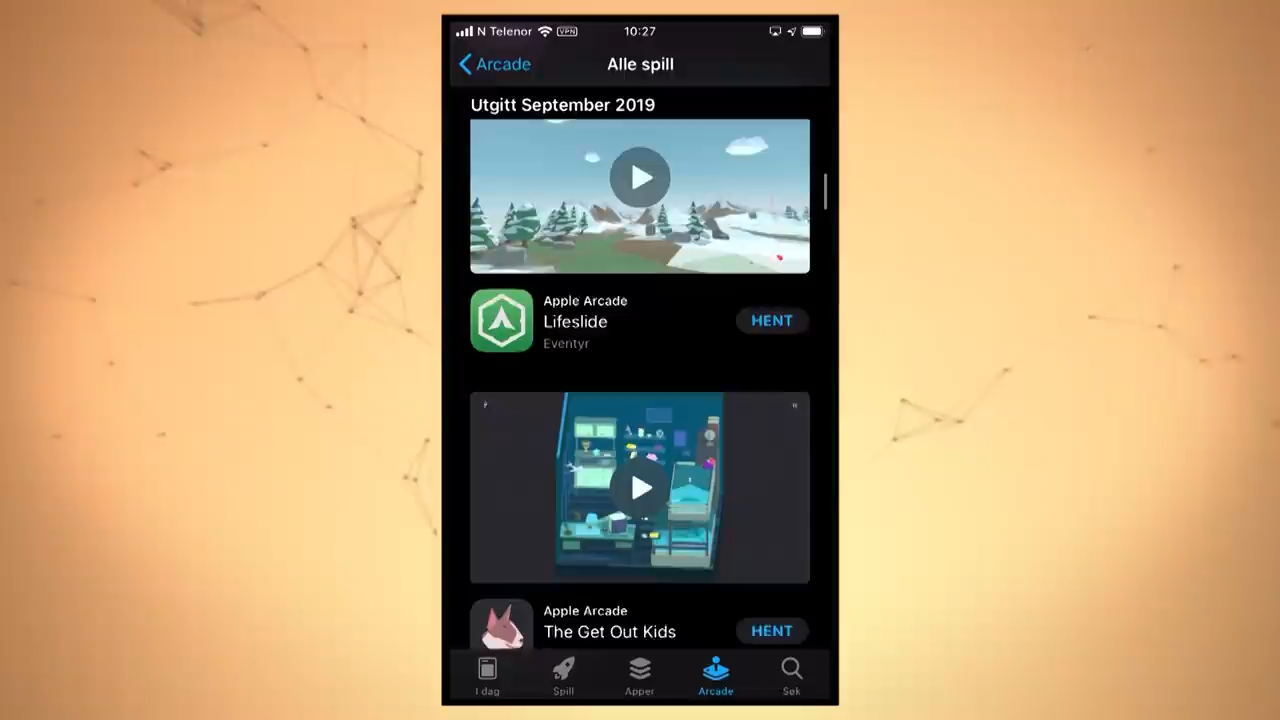 N Telenor VPN 10:27
Arcade Alle spill
Utgitt September 2019
Apple Arcade
Lifeslide HENT
Eventyr
Apple Arcade
The Get Out Kids HENT
I dag Spill Apper Arcade Søk